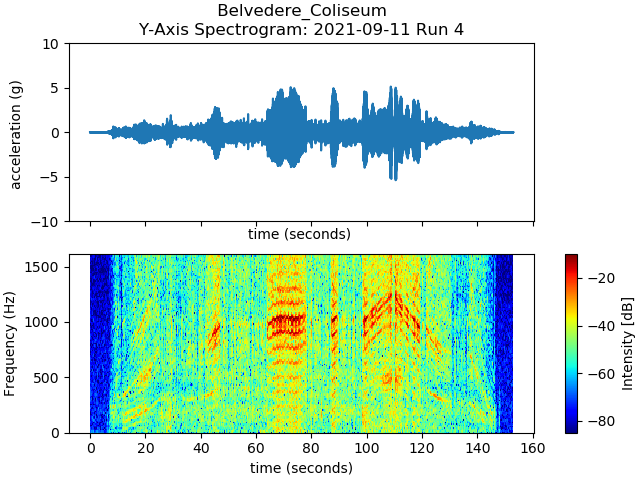 Belvedere_Coliseum
Y-Axis Spectrogram: 2021-09-11 Run 4
10
5
0
−5
−10
acceleration (g)
time (seconds)
1500
1000
500
0
Frequency (Hz)
0 20 40 60 80 100 120 140 160
time (seconds)
−20
−40
−60
−80
Intensity [dB]